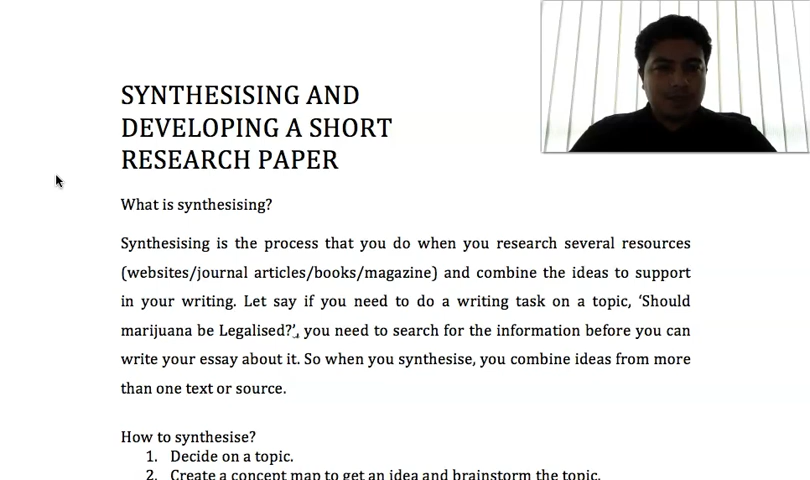 SYNTHESISING AND
DEVELOPING A SHORT
RESEARCH PAPER
What is synthesising?
Synthesising is the process that you do when you research several resources
(websites/journal articles/books/magazine) and combine the ideas to support
in your writing. Let say if you need to do a writing task on a topic, ‘Should
marijuana be Legalised?’, you need to search for the information before you can
write your essay about it. So when you synthesise, you combine ideas from more
than one text or source.
How to synthesise?
1. Decide on a topic.
2. Create a concept map to get an idea and brainstorm the topic.